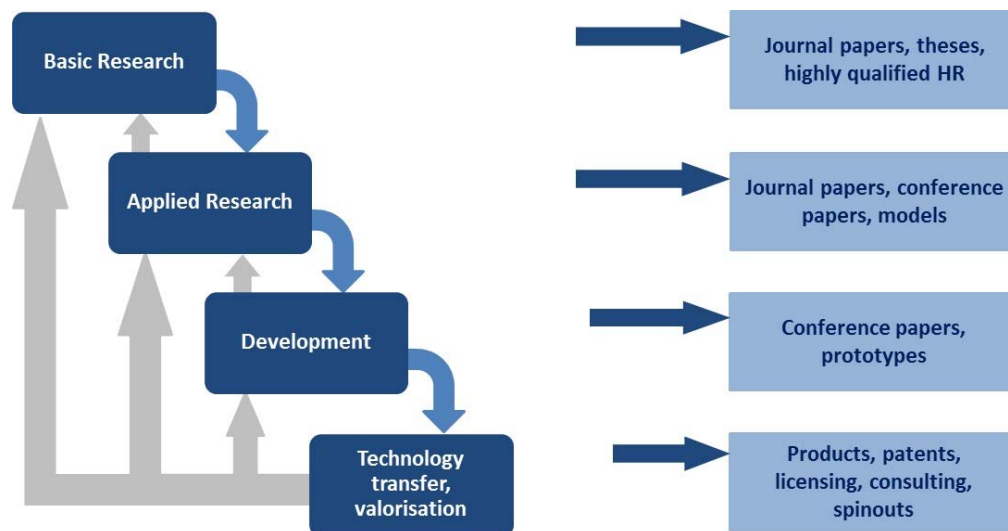 Basic Research
Journal papers, theses,
highly qualified HR
Applied Research
Journal papers, conference
papers, models
Development
Conference papers,
prototypes
Technology
transfer,
valorisation
Products, patents,
licensing, consulting,
spinouts